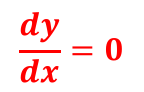 dy/dx = 0